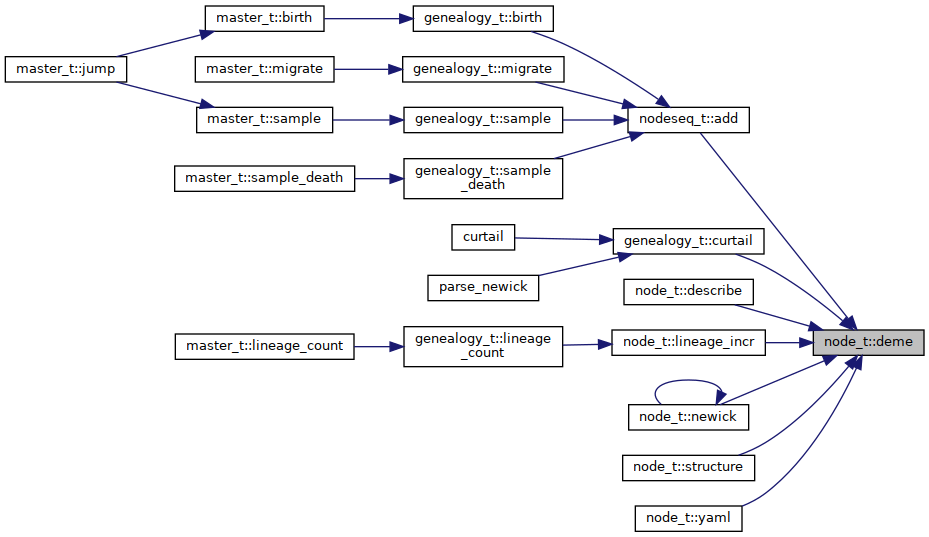 master_t::birth
genealogy_t::birth
master_t::jump
master_t::migrate
genealogy_t::migrate
master_t::sample
genealogy_t::sample
nodeseq_t::add
master_t::sample_death
genealogy_t::sample
_death
curtail
genealogy_t::curtail
parse_newick
node_t::describe
master_t::lineage_count
genealogy_t::lineage
_count
node_t::lineage_incr
node_t::deme
node_t::newick
node_t::structure
node_t::yaml